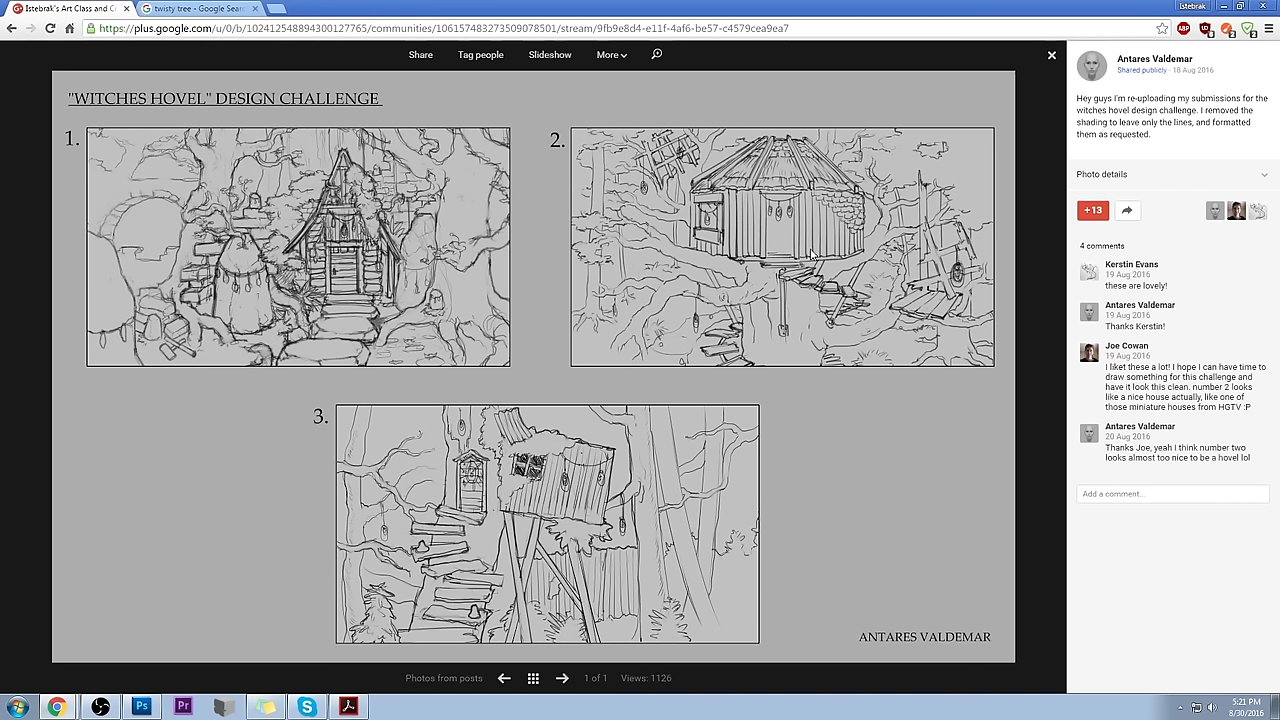 Istebrak's Art Class and C
twisty tree - Google Sear
Istebrak
https://plus.google.com/u/0/b/102412548894300127765/communities/106157483273509078501/stream/9fb9e8d4-e11f-4af6-be57-c4579cea9ea7
Share
Tag people
Slideshow
More
"WITCHES HOVEL" DESIGN CHALLENGE
1.
2.
3.
ANTARES VALDEMAR
Photos from posts
1 of 1
Views: 1126
Antares Valdemar
Shared publicly - 18 Aug 2016
Hey guys I'm re-uploading my submissions for the
witches hovel design challenge. I removed the
shading to leave only the lines, and formatted
them as requested.
Photo details
+13
4 comments
Kerstin Evans
19 Aug 2016
these are lovely!
Antares Valdemar
19 Aug 2016
Thanks Kerstin!
Joe Cowan
19 Aug 2016
I liket these a lot! I hope I can have time to
draw something for this challenge and
have it look this clean. number 2 looks
like a nice house actually, like one of
those miniature houses from HGTV :P
Antares Valdemar
20 Aug 2016
Thanks Joe, yeah I think number two
looks almost too nice to be a hovel lol
Add a comment...
Ps
Pr
5:21 PM
8/30/2016